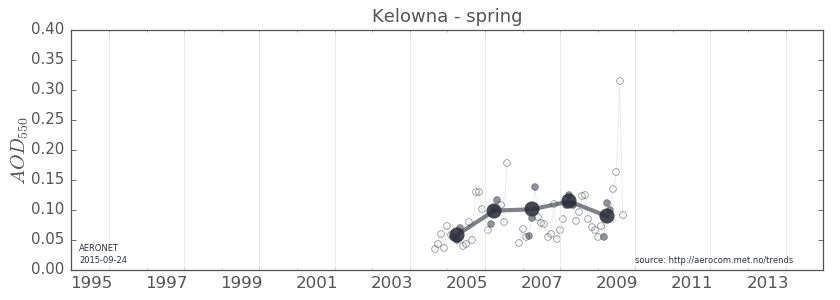 Kelowna - spring
0.40
0.35
0.30
0.25
0.20
0.15
0.10
0.05
0.00
AOD550
AERONET
2015-09-24
source: http://aerocom.met.no/trends
1995 1997 1999 2001 2003 2005 2007 2009 2011 2013